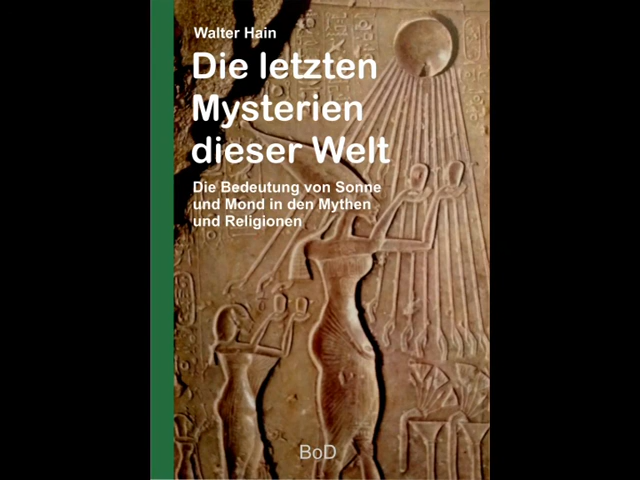 Walter Hain
Die letzten
Mysterien
dieser Welt
Die Bedeutung von Sonne
und Mond in den Mythen
und Religionen
BoD